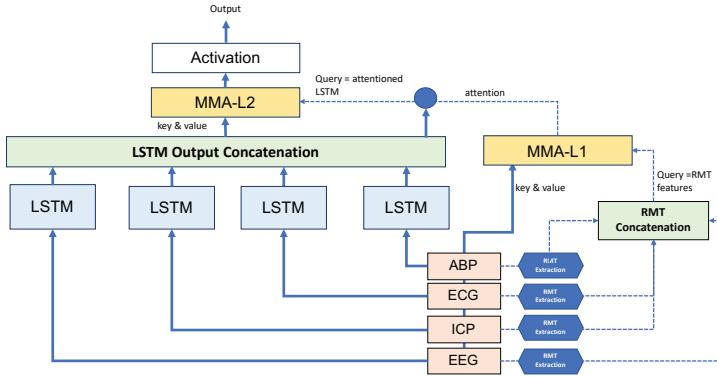 Output
Activation
Query = attentioned
LSTM
attention
MMA-L2
key & value
LSTM Output Concatenation
MMA-L1
key & value
Query =RMT
features
LSTM
LSTM
LSTM
LSTM
RMT
Concatenation
ABP
RMT
Extraction
ECG
RMT
Extraction
ICP
RMT
Extraction
EEG
RMT
Extraction